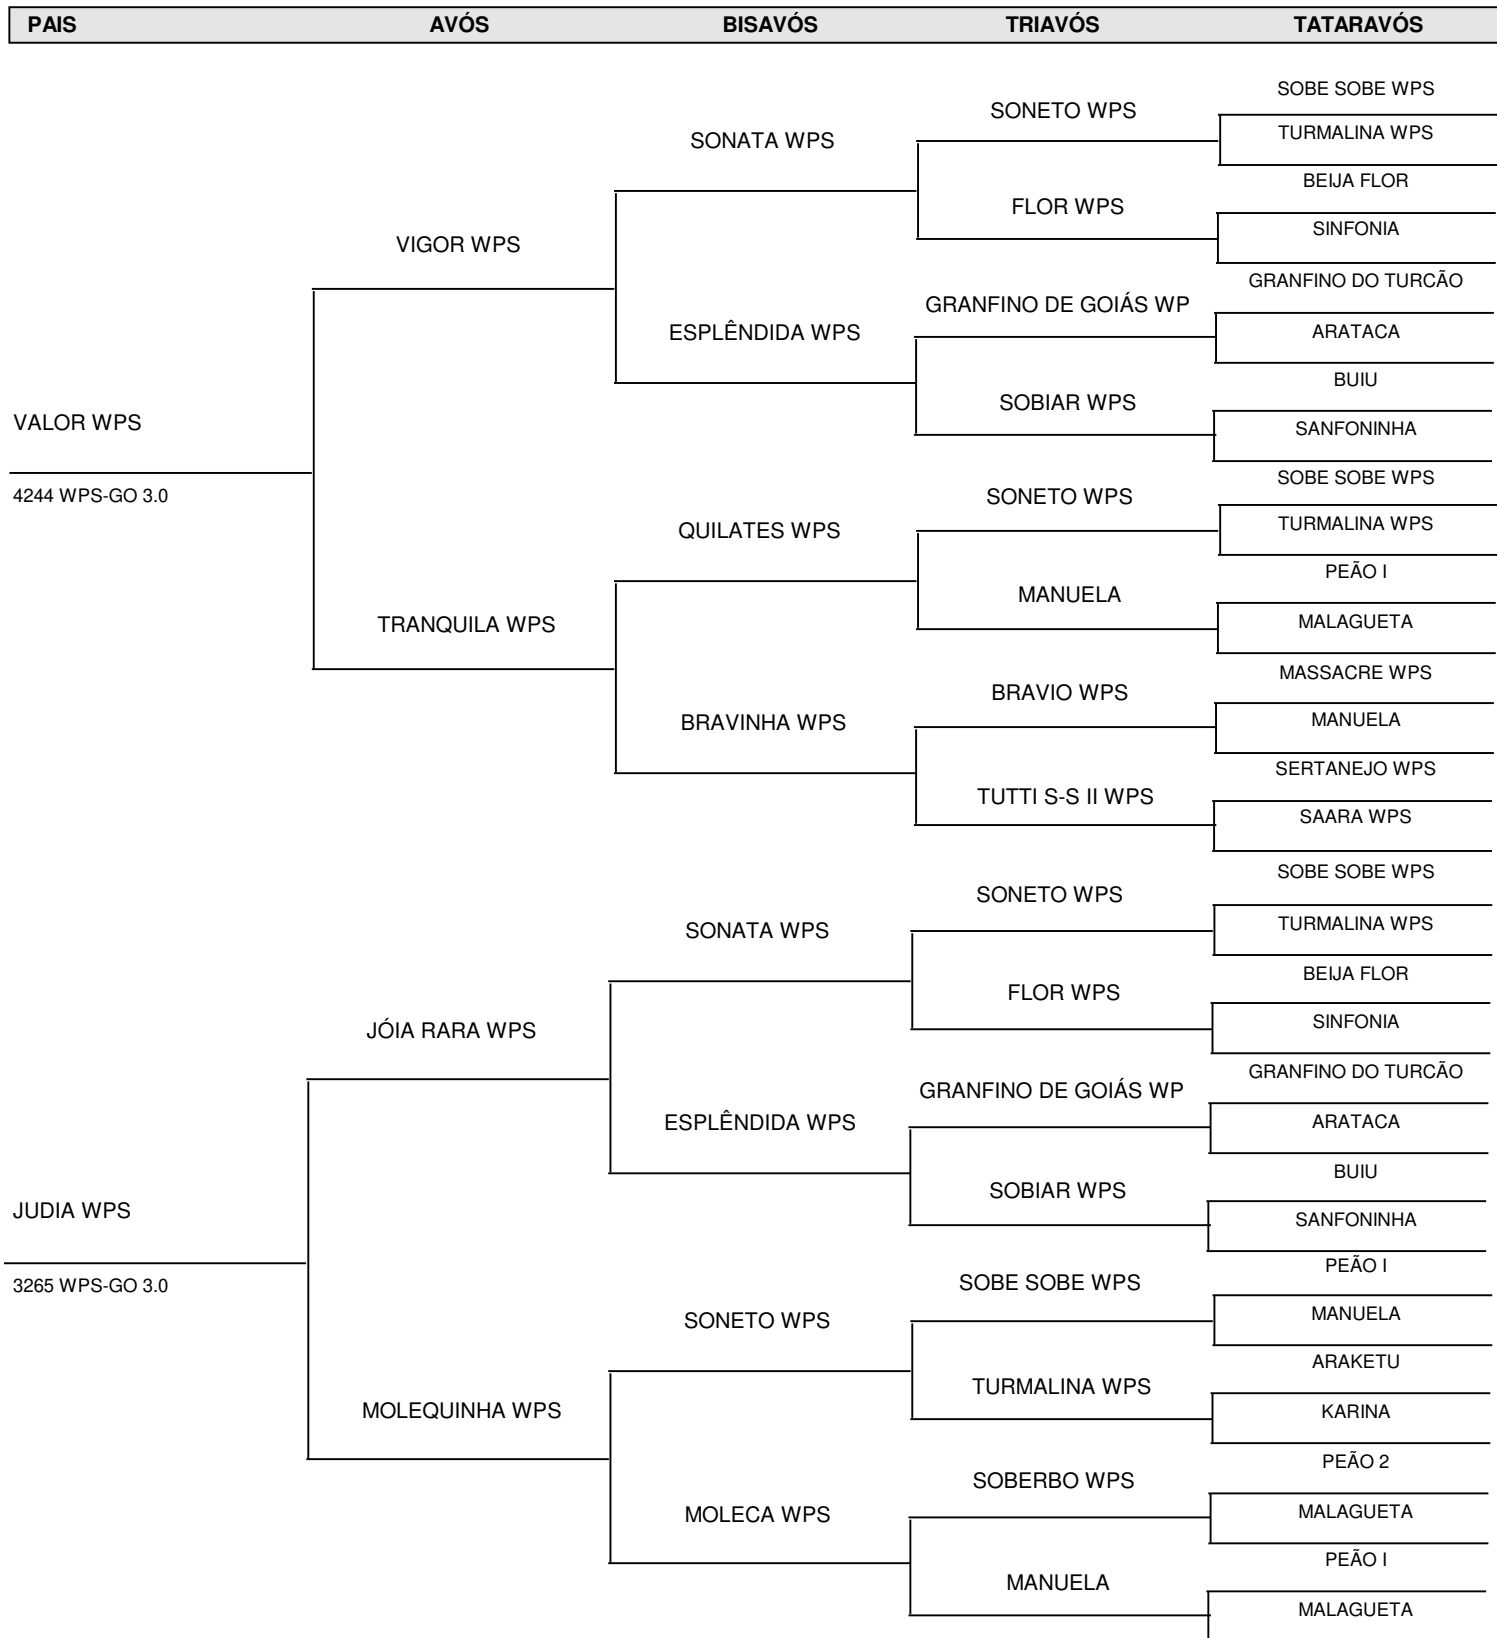 PAIS AVÓS BISAVÓS TRIAVÓS TATARAVÓS
SOBE SOBE WPS
SONETO WPS
TURMALINA WPS
SONATA WPS
BEIJA FLOR
FLOR WPS
SINFONIA
VIGOR WPS
GRANFINO DO TURCÃO
GRANFINO DE GOIÁS WP
ARATACA
ESPLÊNDIDA WPS
BUIU
SOBIAR WPS
VALOR WPS
SANFONINHA
SOBE SOBE WPS
4244 WPS-GO 3.0
SONETO WPS
TURMALINA WPS
QUILATES WPS
PEÃO I
MANUELA
MALAGUETA
TRANQUILA WPS
MASSACRE WPS
BRAVIO WPS
MANUELA
BRAVINHA WPS
SERTANEJO WPS
TUTTI S-S II WPS
SAARA WPS
SOBE SOBE WPS
SONETO WPS
TURMALINA WPS
SONATA WPS
BEIJA FLOR
FLOR WPS
SINFONIA
JÓIA RARA WPS
GRANFINO DO TURCÃO
GRANFINO DE GOIÁS WP
ARATACA
ESPLÊNDIDA WPS
BUIU
SOBIAR WPS
JUDIA WPS
SANFONINHA
PEÃO I
SOBE SOBE WPS
3265 WPS-GO 3.0
MANUELA
SONETO WPS
ARAKETU
TURMALINA WPS
MOLEQUINHA WPS
KARINA
PEÃO 2
SOBERBO WPS
MALAGUETA
MOLECA WPS
PEÃO I
MANUELA
MALAGUETA